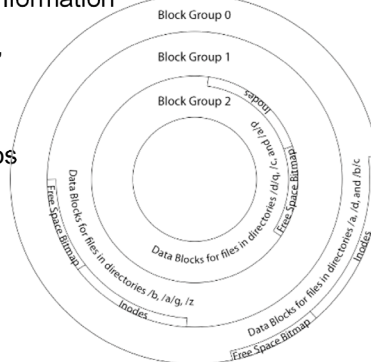 nformation
Block Group 0
Block Group 1
Block Group 2
Inodes
Data Blocks for files in directories /d/q, /c, and /a/p
Free Space Bitmap
Data Blocks for files in directories /b, /a/g, /z
Free Space Bitmap
Inodes
Data Blocks for files in directories /a, /d, and /b/c
Free Space Bitmap
Inodes